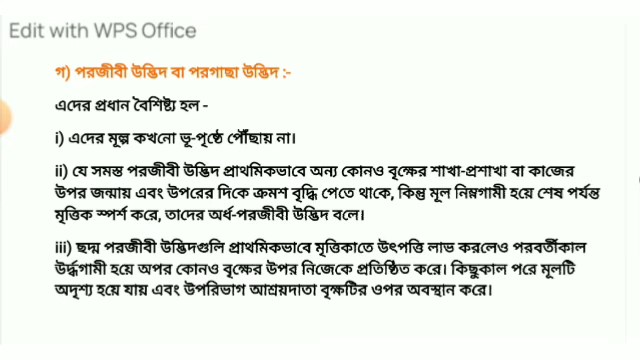 Edit with WPS Office
গ) পরজীবী উদ্ভিদ বা পরগাছা উদ্ভিদ :-
এদের প্রধান বৈশিষ্ট্য হল -
i) এদের মূল্প কখনো ভূ-পৃষ্ঠে পৌঁছায় না।
ii) যে সমস্ত পরজীবী উদ্ভিদ প্রাথমিকভাবে অন্য কোনও বৃক্ষের শাখা-প্রশাখা বা কাজের
উপর জন্মায় এবং উপরের দিকে ক্রমশ বৃদ্ধি পেতে থাকে, কিন্তু মূল নিম্নগামী হয়ে শেষ পর্যন্ত
মৃত্তিক স্পর্শ করে, তাদের অর্ধ-পরজীবী উদ্ভিদ বলে।
iii) ছদ্ম পরজীবী উদ্ভিদগুলি প্রাথমিকভাবে মৃত্তিকাতে উৎপত্তি লাভ করলেও পরবর্তীকাল
উর্দ্ধগামী হয়ে অপর কোনও বৃক্ষের উপর নিজেকে প্রতিষ্ঠিত করে। কিছুকাল পরে মূলটি
অদৃশ্য হয়ে যায় এবং উপরিভাগ আশ্রয়দাতা বৃক্ষটির ওপর অবস্থান করে।